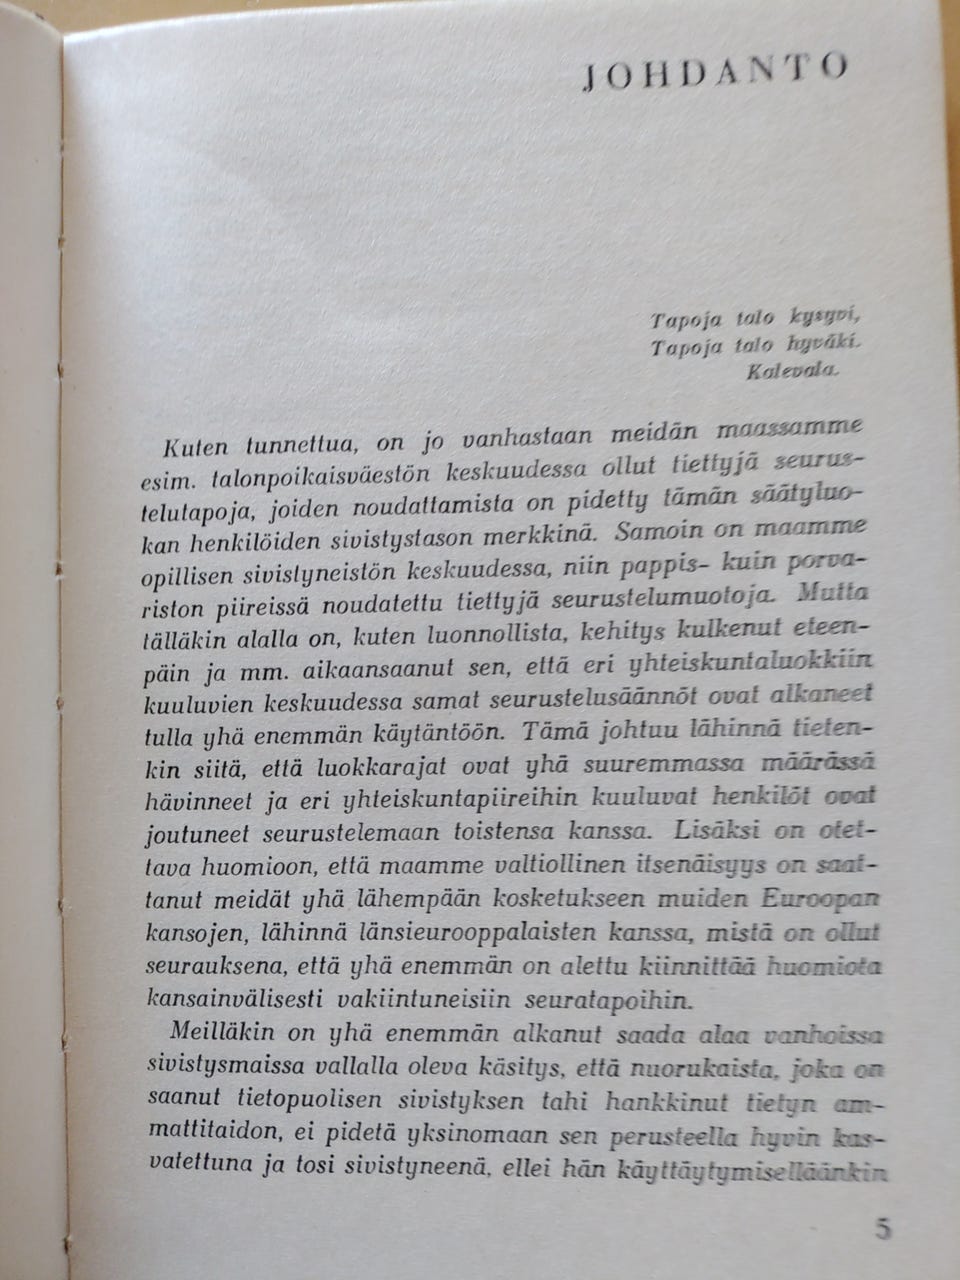 JOHDANTO
Tapoja talo kysyvi,
Tapoja talo hyväki.
Kalevala.
Kuten tunnettua, on jo vanhastaan meidän maassamme
esim. talonpoikaisväestön keskuudessa ollut tiettyjä seurus-
telutapoja, joiden noudattamista on pidetty tämän säätyluo-
kan henkilöiden sivistystason merkkinä. Samoin on maamme
opillisen sivistyneistön keskuudessa, niin pappis- kuin porva-
riston piireissä noudatettu tiettyjä seurustelumuotoja. Mutta
tälläkin alalla on, kuten luonnollista, kehitys kulkenut eteen-
päin ja mm. aikaansaanut sen, että eri yhteiskuntaluokkiin
kuuluvien keskuudessa samat seurustelusäännöt ovat alkaneet
tulla yhä enemmän käytäntöön. Tämä johtuu lähinnä tieten-
kin siitä, että luokkarajat ovat yhä suuremmassa määrässä
hävinneet ja eri yhteiskuntapiireihin kuuluvat henkilöt ovat
joutuneet seurustelemaan toistensa kanssa. Lisäksi on otet-
tava huomioon, että maamme valtiollinen itsenäisyys on saat-
tanut meidät yhä lähempään kosketukseen muiden Euroopan
kansojen, lähinnä länsieurooppalaisten kanssa, mistä on ollut
seurauksena, että yhä enemmän on alettu kiinnittää huomiota
kansainvälisesti vakiintuneisiin seuratapoihin.
Meilläkin on yhä enemmän alkanut saada alaa vanhoissa
sivistysmaissa vallalla oleva käsitys, että nuorukaista, joka on
saanut tietopuolisen sivistyksen tahi hankkinut tietyn am-
mattitaidon, ei pidetä yksinomaan sen perusteella hyvin kas-
vatettuna ja tosi sivistyneenä, ellei hän käyttäytymiselläänkin
5